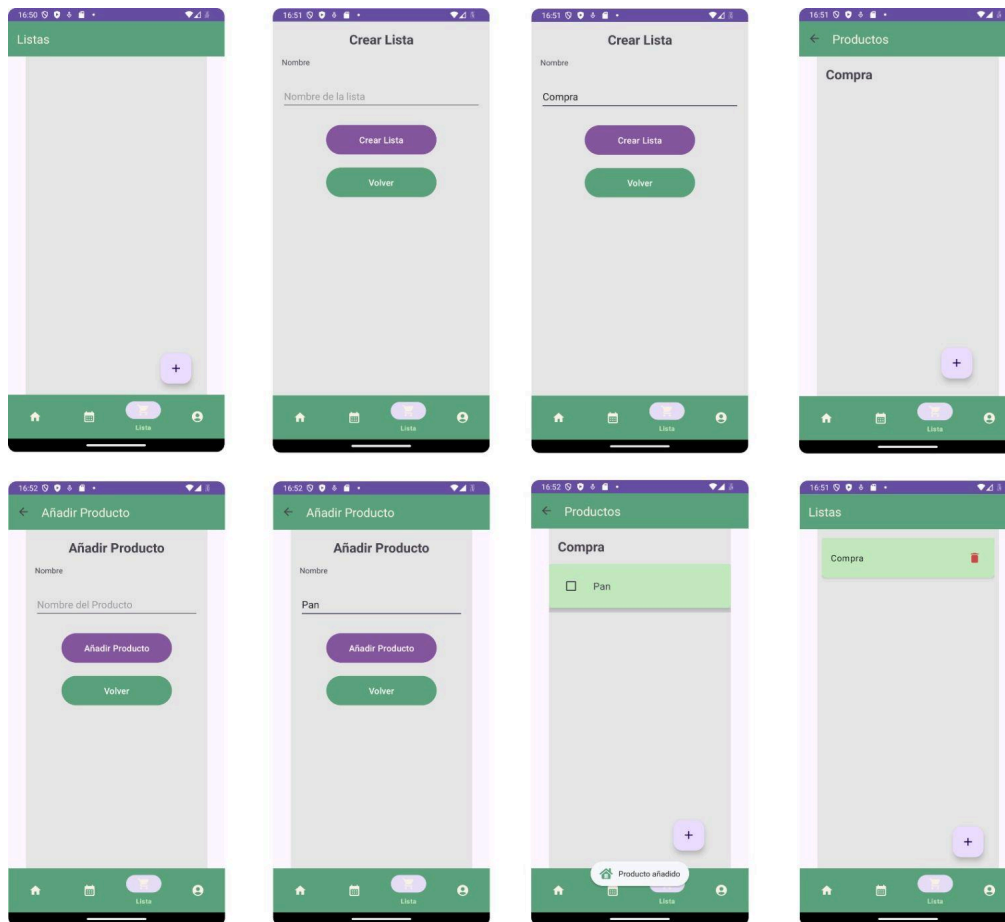 16:50
Listas
Lista
16:51
Crear Lista
Nombre
Nombre de la lista
Crear Lista
Volver
Lista
16:51
Crear Lista
Nombre
Compra
Crear Lista
Volver
Lista
16:51
Productos
Compra
+
Lista
16:52
Añadir Producto
Añadir Producto
Nombre
Nombre del Producto
Añadir Producto
Volver
Lista
16:52
Añadir Producto
Añadir Producto
Nombre
Pan
Añadir Producto
Volver
Lista
16:52
Productos
Compra
Pan
+
Producto añadido
Lista
16:51
Listas
Compra
+
Lista